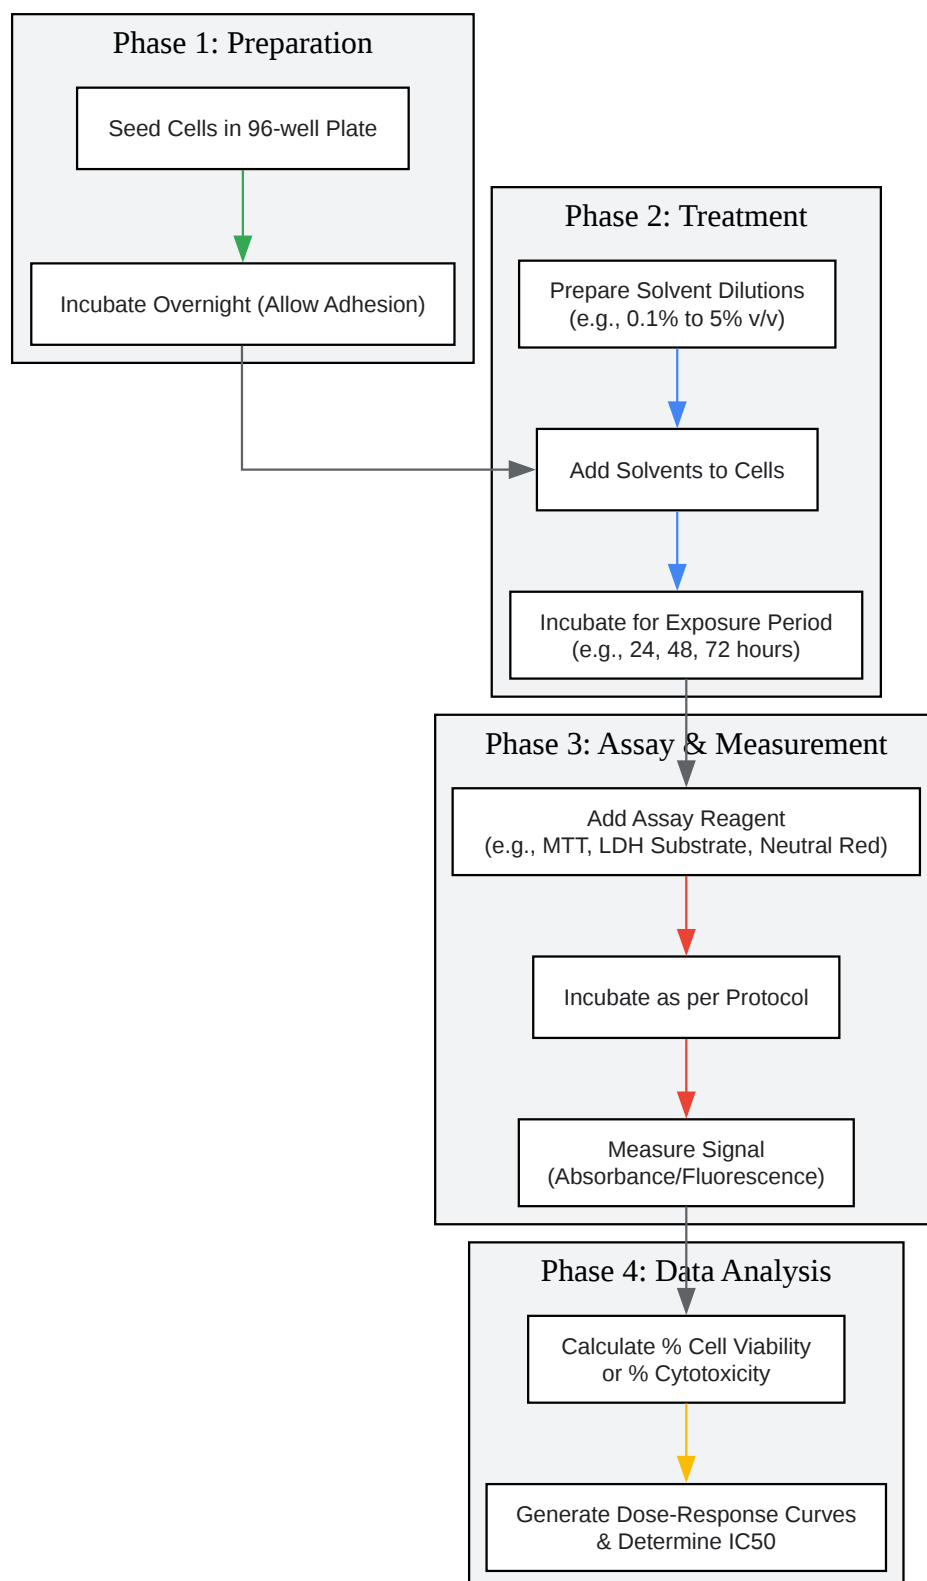 Phase 1: Preparation
Seed Cells in 96-well Plate
Incubate Overnight (Allow Adhesion)
Phase 2: Treatment
Prepare Solvent Dilutions
(e.g., 0.1% to 5% v/v)
Add Solvents to Cells
Incubate for Exposure Period
(e.g., 24, 48, 72 hours)
Phase 3: Assay & Measurement
Add Assay Reagent
(e.g., MTT, LDH Substrate, Neutral Red)
Incubate as per Protocol
Measure Signal
(Absorbance/Fluorescence)
Phase 4: Data Analysis
Calculate % Cell Viability
or % Cytotoxicity
Generate Dose-Response Curves
& Determine IC50